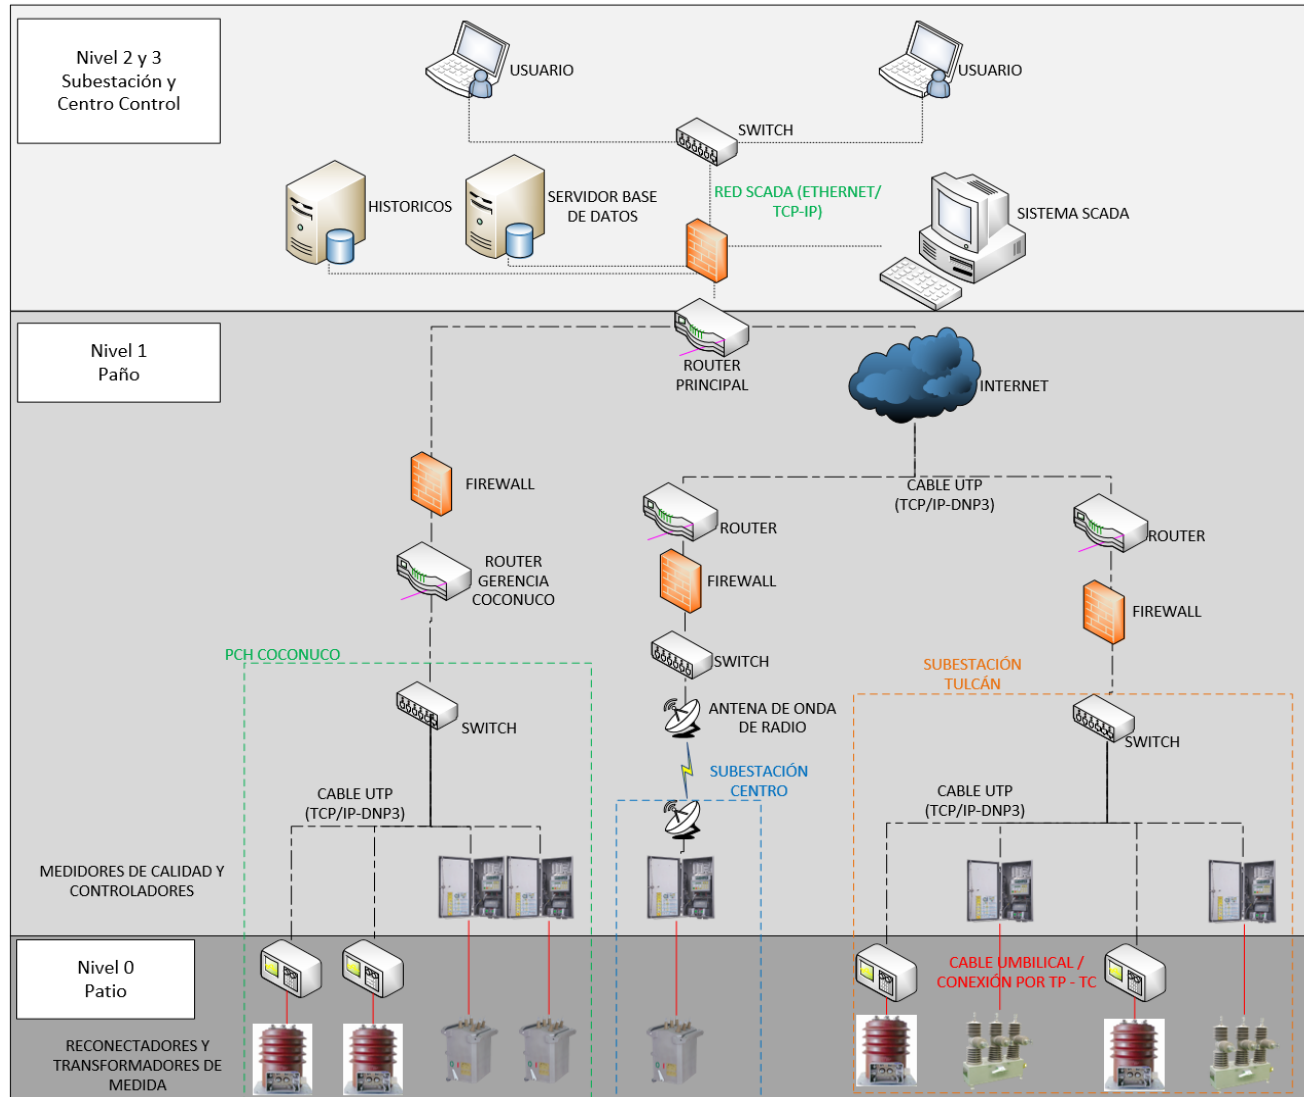 Nivel 2 y 3
Subestación y
Centro Control
USUARIO
USUARIO
SWITCH
HISTORICOS
SERVIDOR BASE
DE DATOS
RED SCADA (ETHERNET/
TCP-IP)
SISTEMA SCADA
Nivel 1
Paño
ROUTER
PRINCIPAL
INTERNET
FIREWALL
CABLE UTP
(TCP/IP-DNP3)
ROUTER
ROUTER
ROUTER
GERENCIA
COCONUCO
FIREWALL
FIREWALL
PCH COCONUCO
SWITCH
SUBESTACIÓN
TULCÁN
SWITCH
ANTENA DE ONDA
DE RADIO
SWITCH
SUBESTACIÓN
CENTRO
CABLE UTP
(TCP/IP-DNP3)
CABLE UTP
(TCP/IP-DNP3)
MEDIDORES DE CALIDAD Y
CONTROLADORES
Nivel 0
Patio
CABLE UMBILICAL /
CONEXIÓN POR TP - TC
RECONECTADORES Y
TRANSFORMADORES DE
MEDIDA